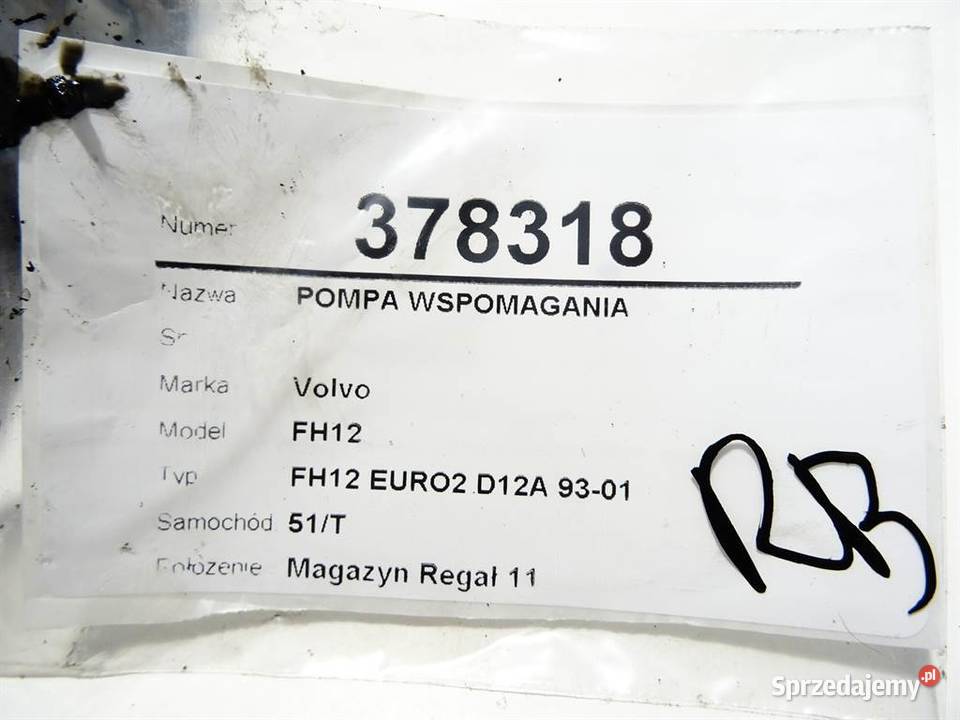 Numer 378318
Nazwa POMPA WSPOMAGANIA
Sr
Marka Volvo
Model FH12
Typ FH12 EURO2 D12A 93-01
Samochód 51/T
Położenie Magazyn Regał 11
RB
Sprzedajemy.pl